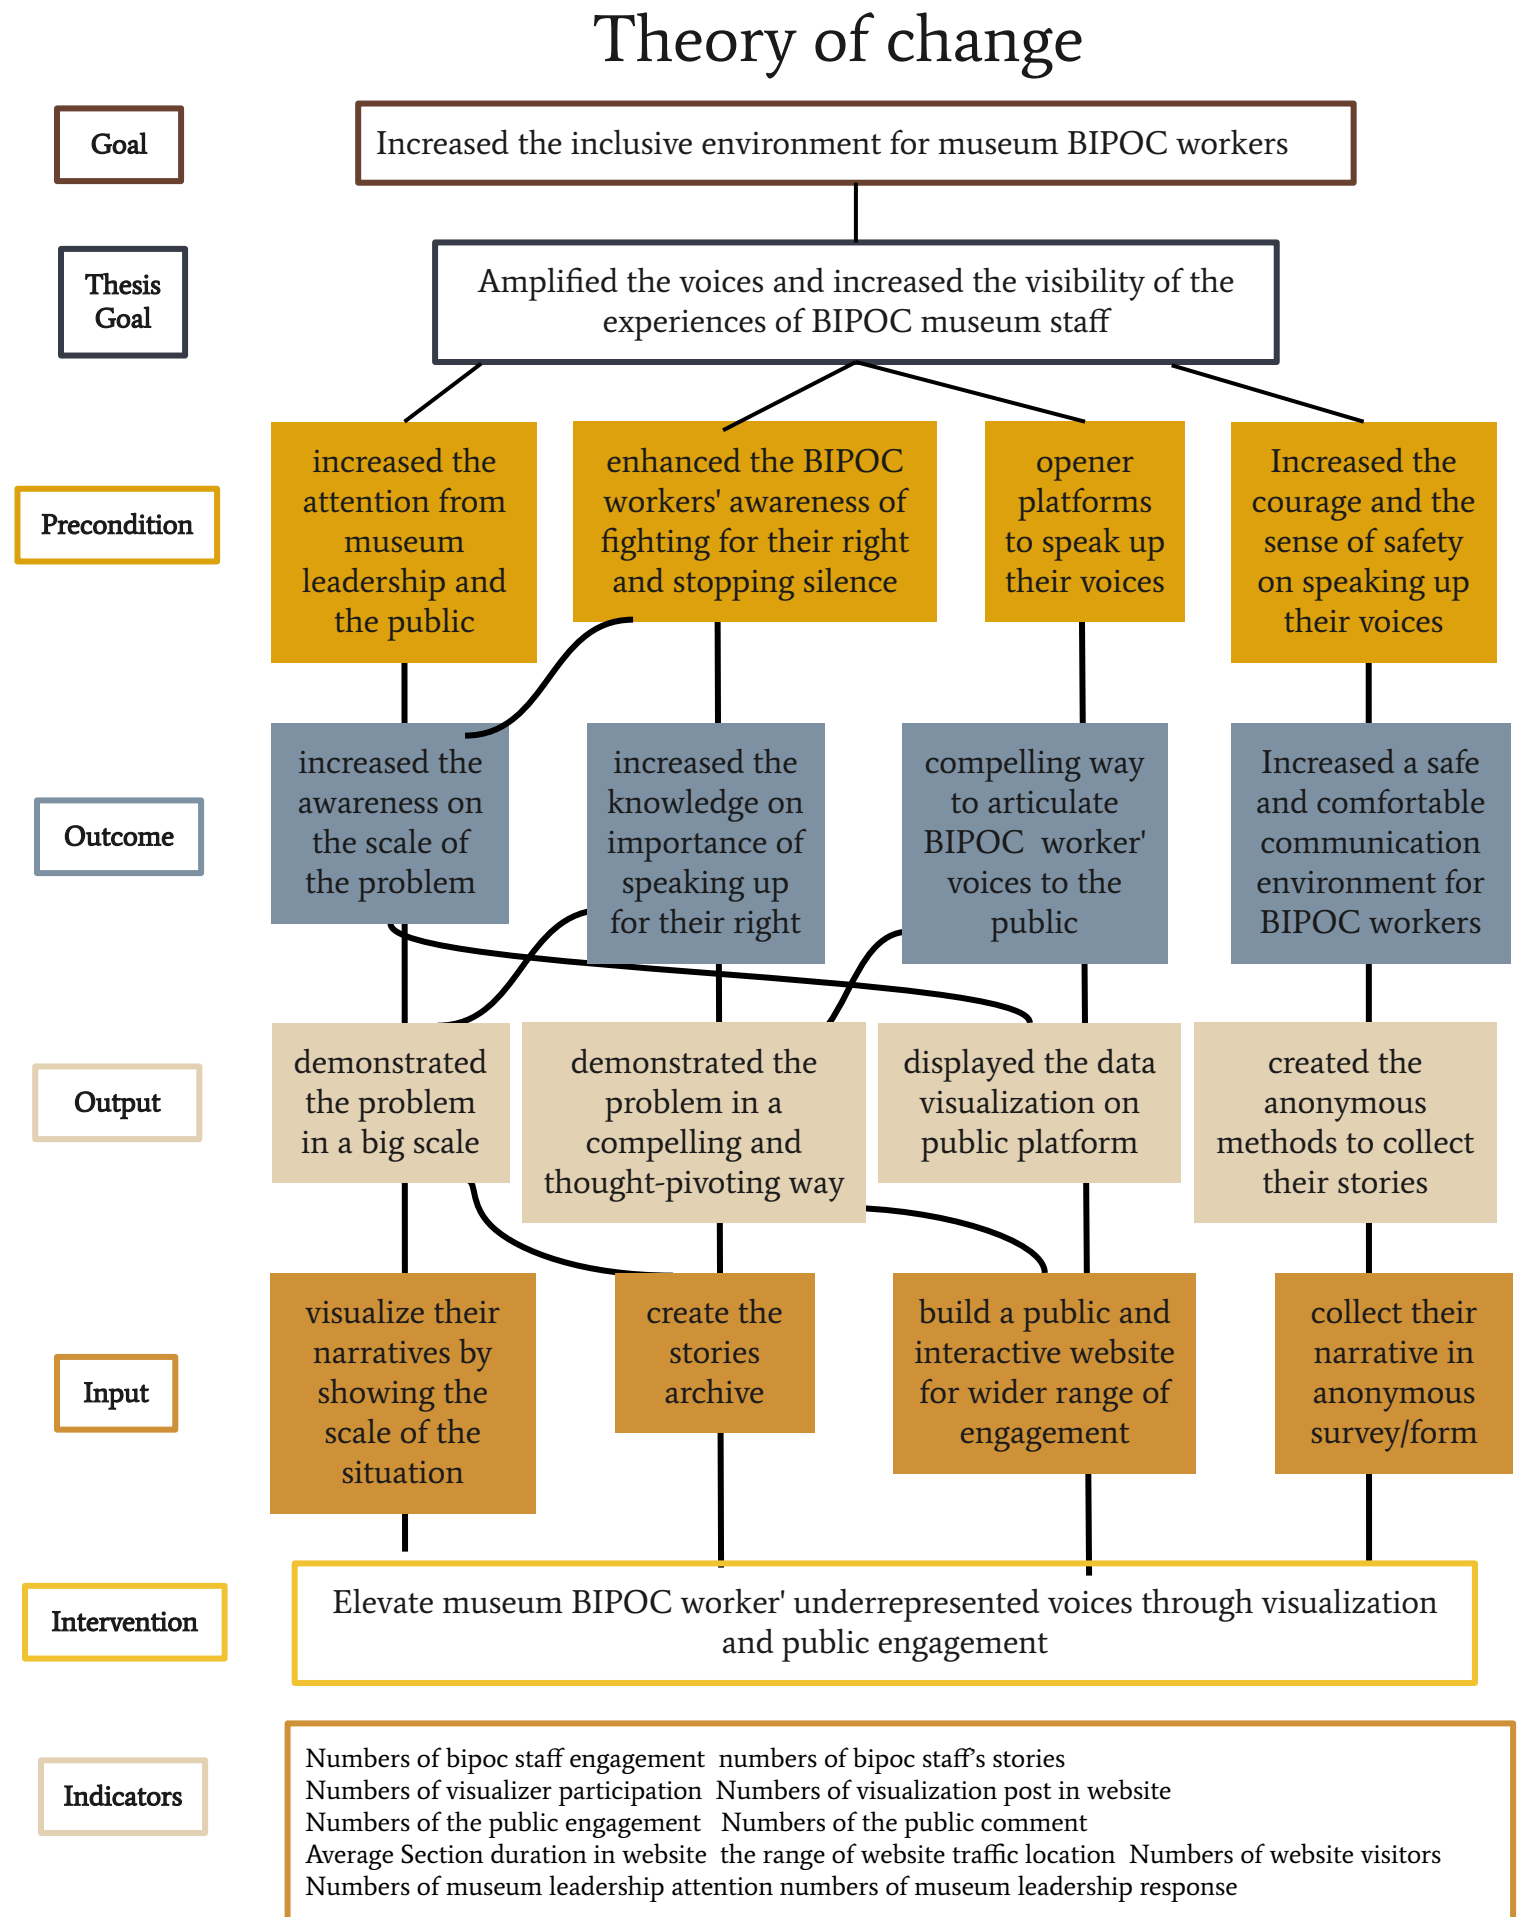 Theory of change
Goal
Increased the inclusive environment for museum BIPOC workers
Thesis
Goal
Amplified the voices and increased the visibility of the
experiences of BIPOC museum staff
Precondition
increased the
attention from
museum
leadership and
the public
enhanced the BIPOC
workers' awareness of
fighting for their right
and stopping silence
opener
platforms
to speak up
their voices
Increased the
courage and the
sense of safety
on speaking up
their voices
Outcome
increased the
awareness on
the scale of
the problem
increased the
knowledge on
importance of
speaking up
for their right
compelling way
to articulate
BIPOC  worker'
voices to the
public
Increased a safe
and comfortable
communication
environment for
BIPOC workers
Output
demonstrated
the problem
in a big scale
demonstrated the
problem in a
compelling and
thought-pivoting way
displayed the data
visualization on
public platform
created the
anonymous
methods to collect
their stories
Input
visualize their
narratives by
showing the
scale of the
situation
create the
stories
archive
build a public and
interactive website
for wider range of
engagement
collect their
narrative in
anonymous
survey/form
Intervention
Elevate museum BIPOC worker' underrepresented voices through visualization
and public engagement
Indicators
Numbers of bipoc staff engagement  numbers of bipoc staff's stories
Numbers of visualizer participation  Numbers of visualization post in website
Numbers of the public engagement   Numbers of the public comment
Average Section duration in website  the range of website traffic location  Numbers of website visitors
Numbers of museum leadership attention numbers of museum leadership response